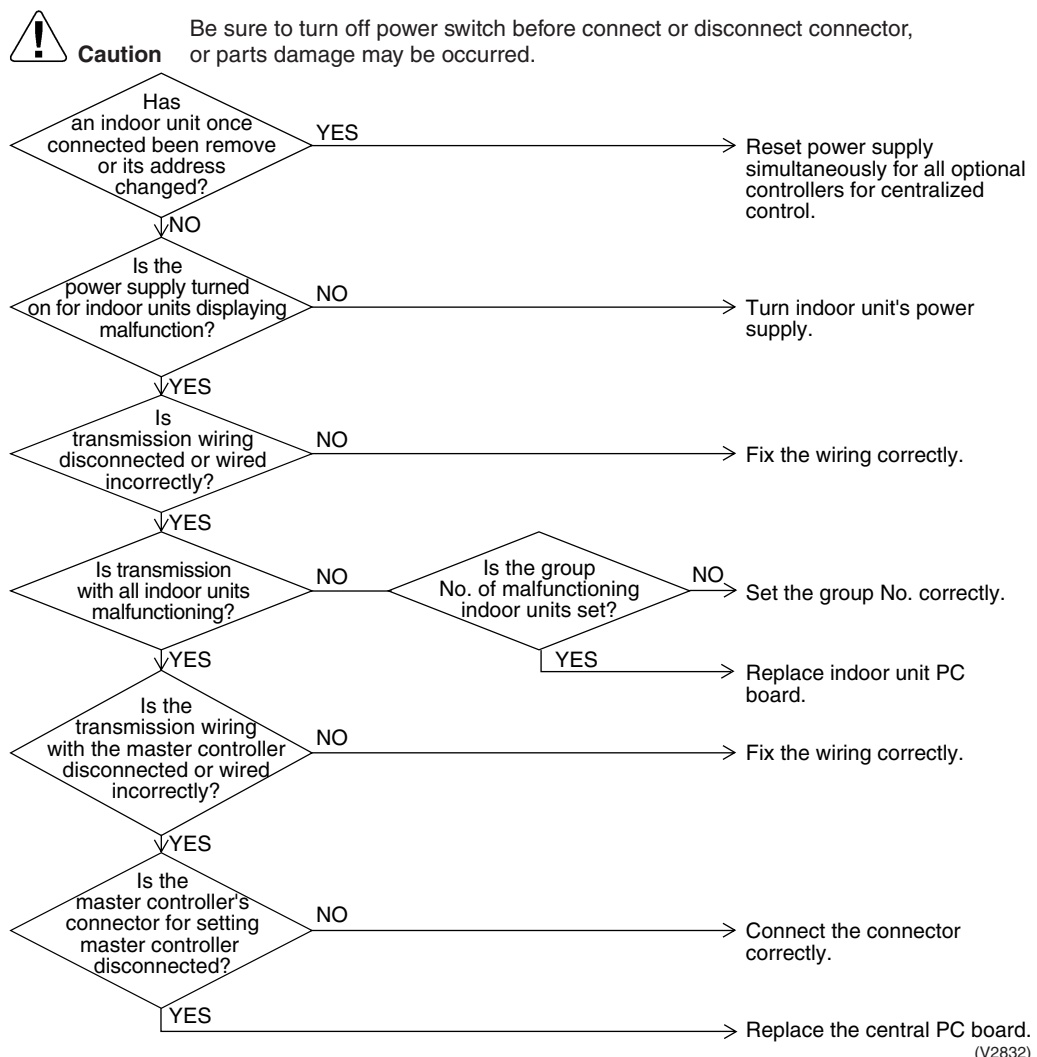 Be sure to turn off power switch before connect or disconnect connector,
Caution or parts damage may be occurred.
Has
an indoor unit once
connected been remove
or its address
changed?
YES
Reset power supply
simultaneously for all optional
controllers for centralized
control.
NO
Is the
power supply turned
on for indoor units displaying
malfunction?
NO
Turn indoor unit's power
supply.
YES
Is
transmission wiring
disconnected or wired
incorrectly?
NO
Fix the wiring correctly.
YES
Is transmission
with all indoor units
malfunctioning?
NO
Is the group
No. of malfunctioning
indoor units set?
NO
Set the group No. correctly.
YES
Replace indoor unit PC
board.
YES
Is the
transmission wiring
with the master controller
disconnected or wired
incorrectly?
NO
Fix the wiring correctly.
YES
Is the
master controller's
connector for setting
master controller
disconnected?
NO
Connect the connector
correctly.
YES
Replace the central PC board.
(V2832)